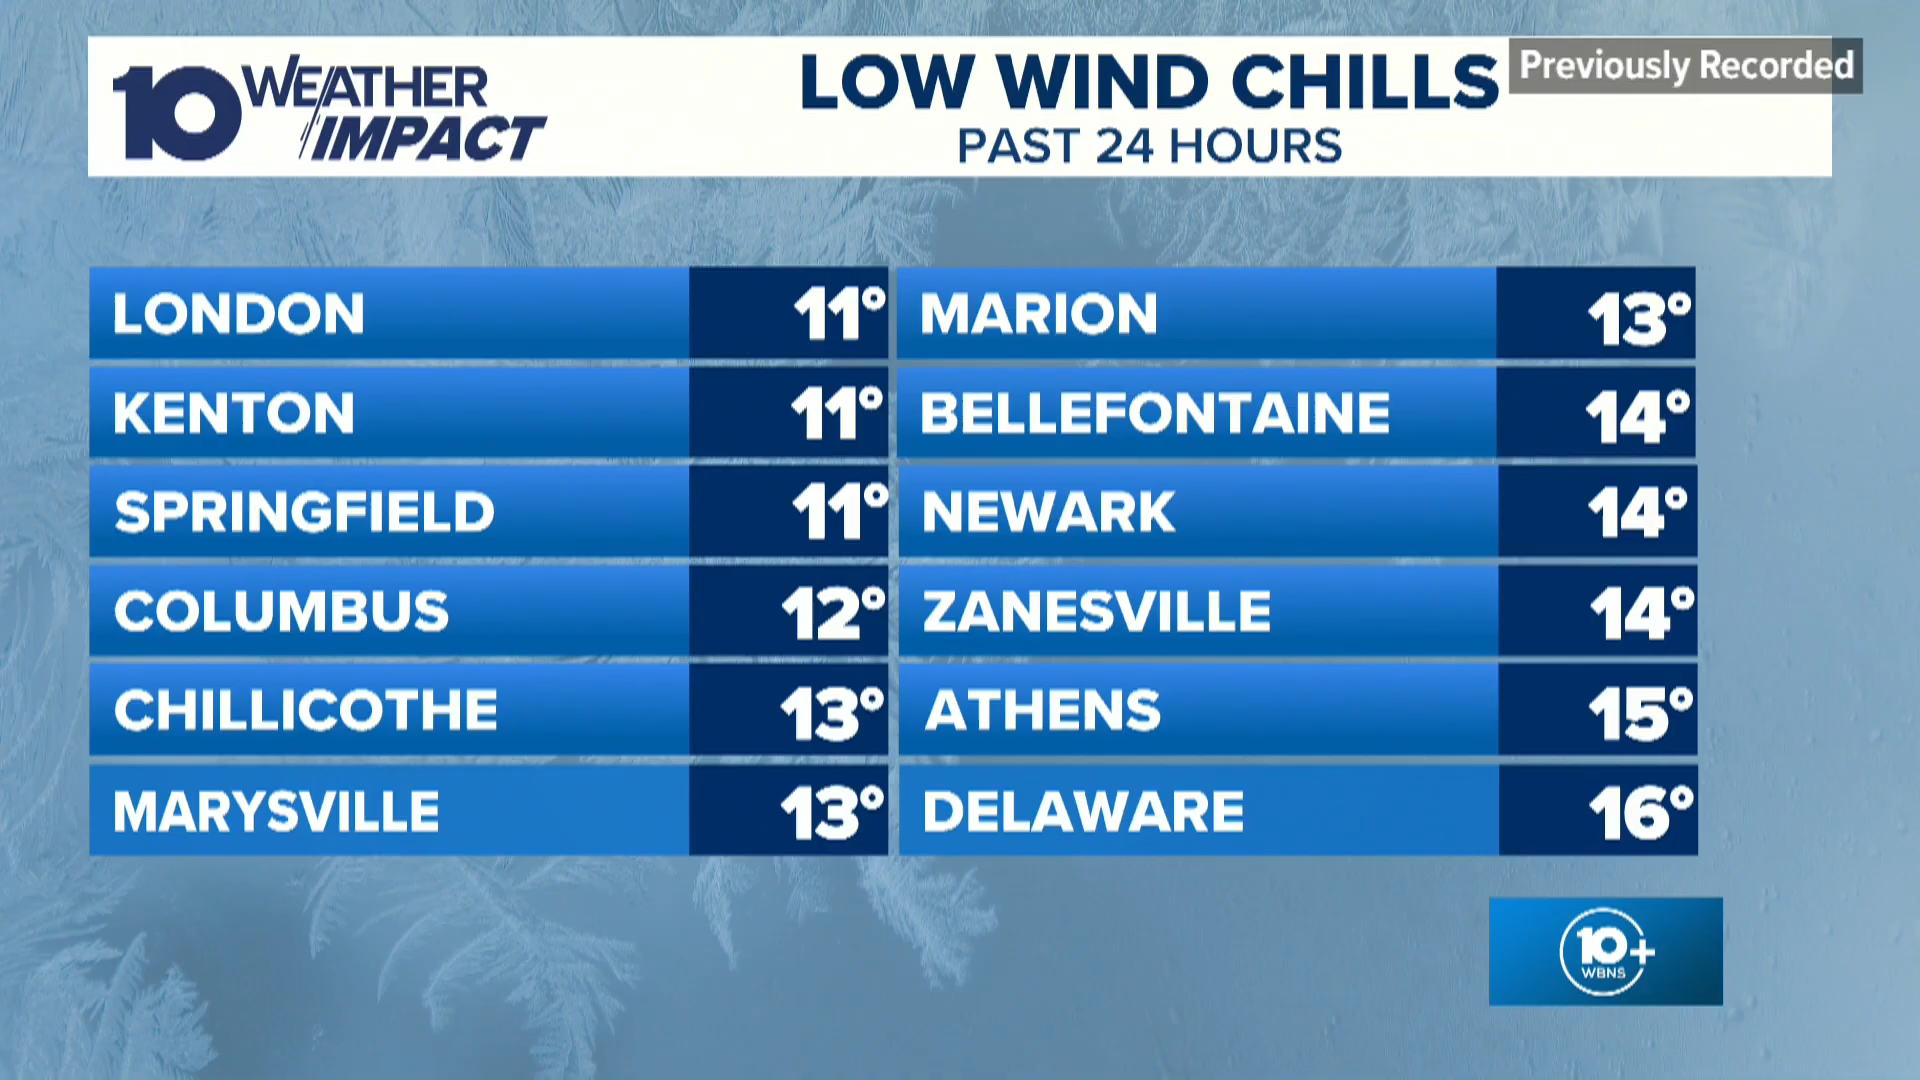 10 WEATHER IMPACT
LOW WIND CHILLS
Previously Recorded
PAST 24 HOURS
LONDON 11°
KENTON 11°
SPRINGFIELD 11°
COLUMBUS 12°
CHILLICOTHE 13°
MARYSVILLE 13°
MARION 13°
BELLEFONTAINE 14°
NEWARK 14°
ZANESVILLE 14°
ATHENS 15°
DELAWARE 16°
10+
WBNS